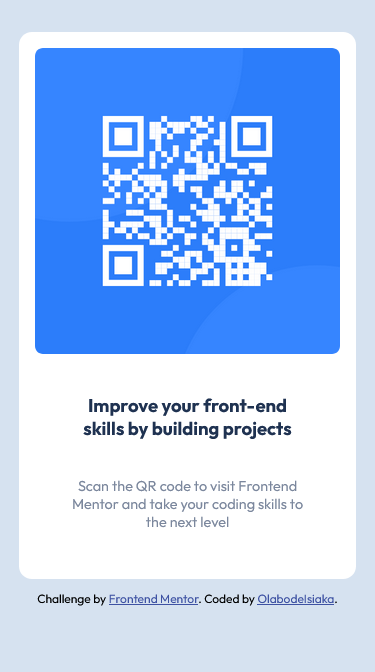 Improve your front-end
skills by building projects
Scan the QR code to visit Frontend
Mentor and take your coding skills to
the next level
Challenge by Frontend Mentor. Coded by Olabodelsiaka.